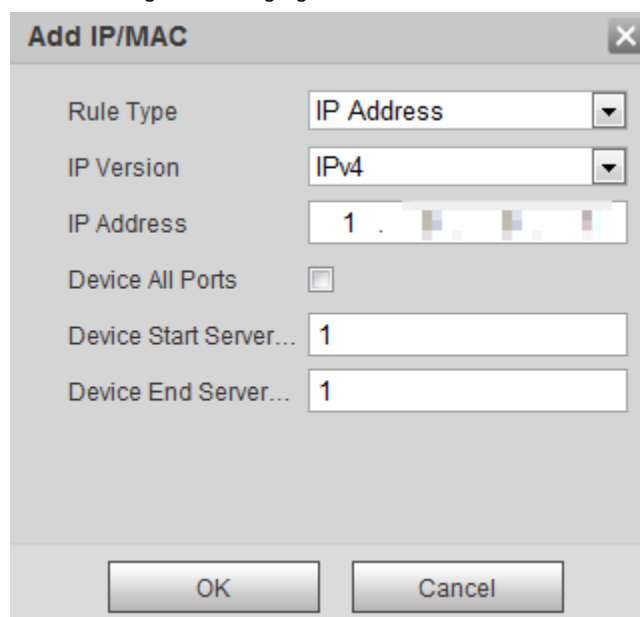 Add IP/MAC
Rule Type IP Address
IP Version IPv4
IP Address 1 .
Device All Ports
Device Start Server... 1
Device End Server... 1
OK Cancel